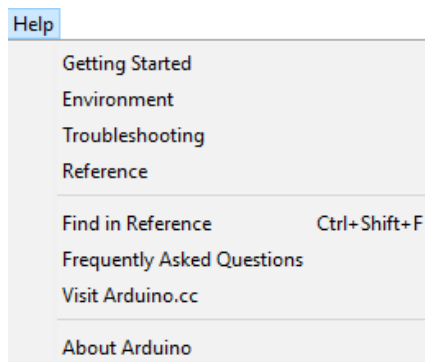 Help
Getting Started
Environment
Troubleshooting
Reference
Find in Reference Ctrl+Shift+F
Frequently Asked Questions
Visit Arduino.cc
About Arduino